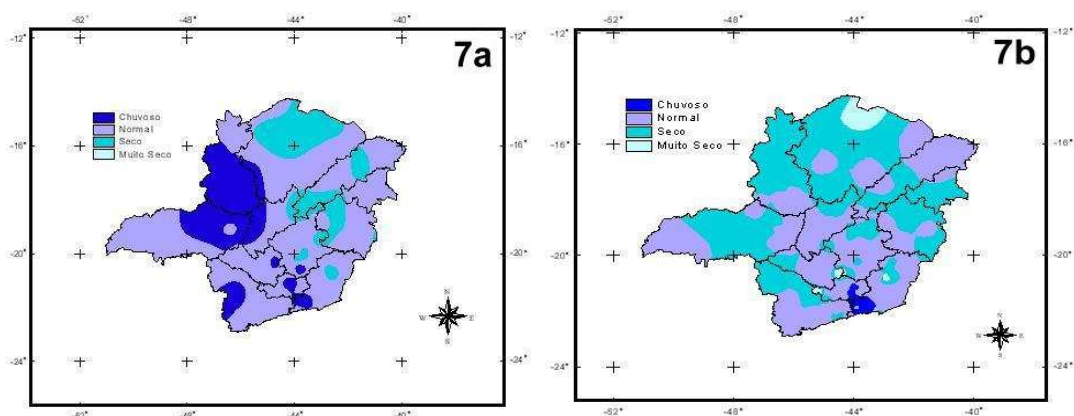 -52° -48° -44° -40°
-12° -12°
7a
Chuvoso
Normal
Seco
Muito Seco
-16° -16°
-20° -20°
N
W E
S
-24° -24°
-52° -48° -44° -40°
-52° -48° -44° -40°
-12° -12°
7b
Chuvoso
Normal
Seco
Muito Seco
-16° -16°
-20° -20°
N
W E
S
-24° -24°
-52° -48° -44° -40°